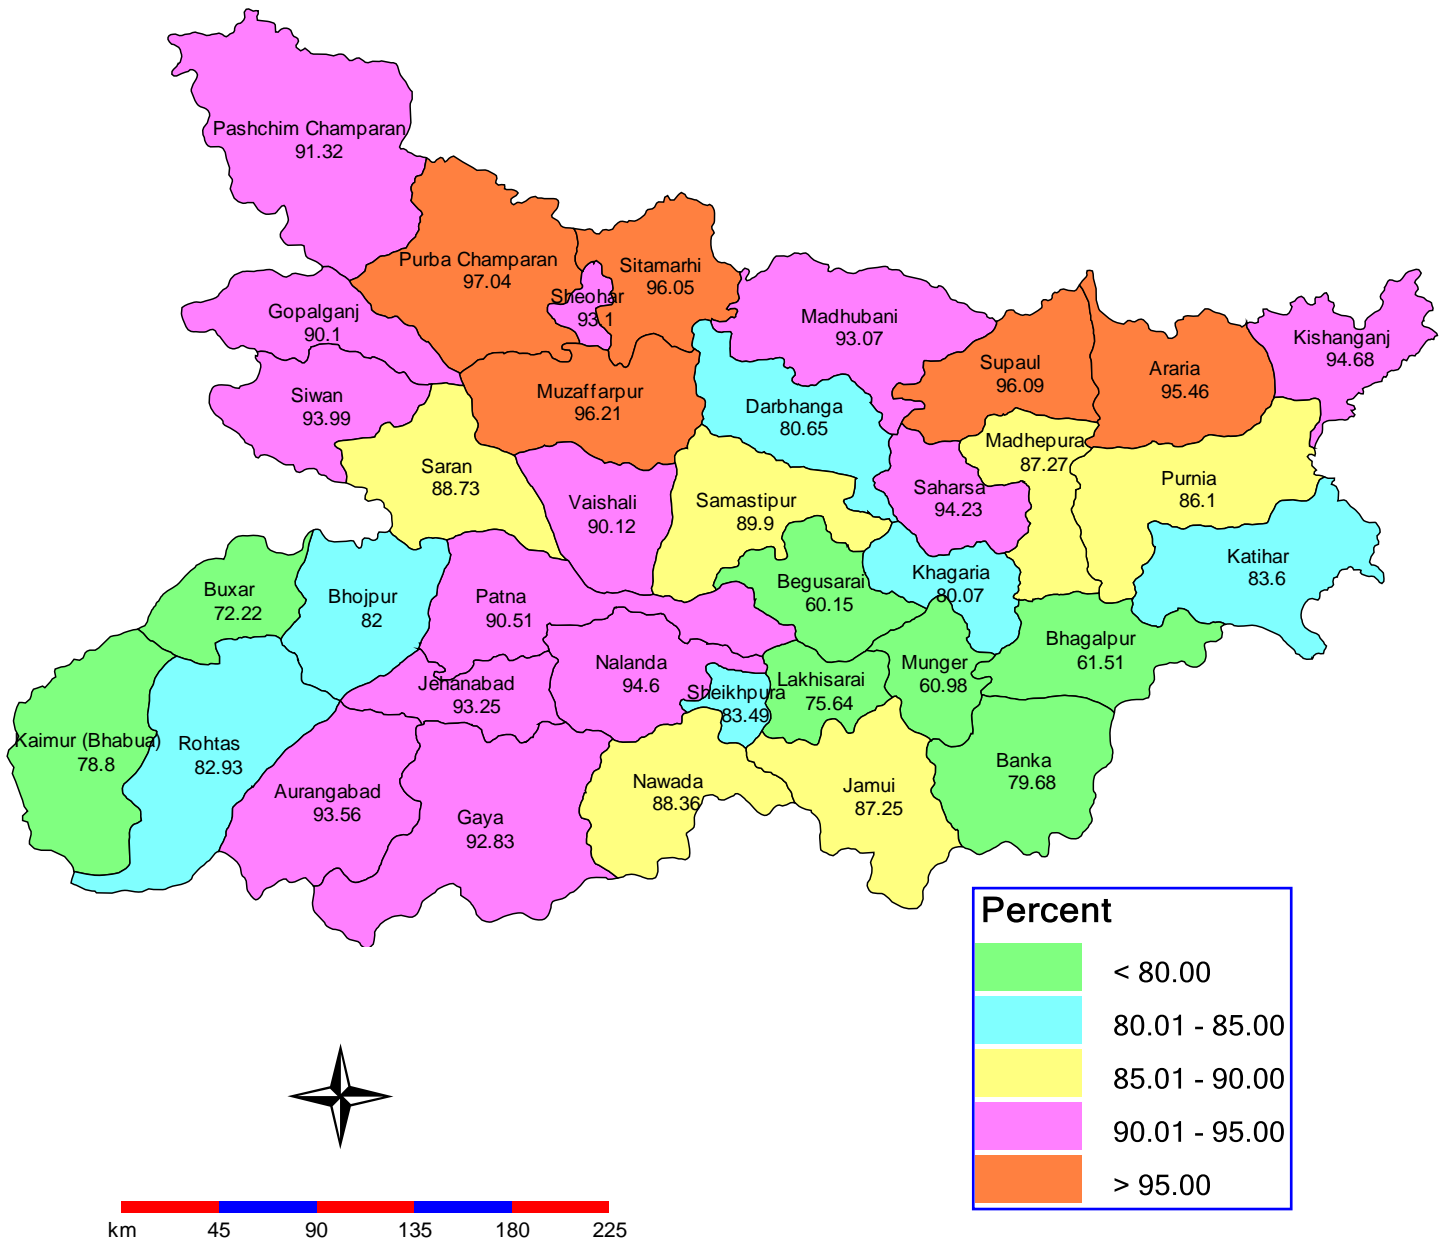 Pashchim Champaran
91.32
Purba Champaran
97.04
Sitamarhi
96.05
Sheohar
93.1
Gopalganj
90.1
Madhubani
93.07
Kishanganj
94.68
Supaul
96.09
Araria
95.46
Siwan
93.99
Muzaffarpur
96.21
Darbhanga
80.65
Madhepura
87.27
Saran
88.73
Vaishali
90.12
Samastipur
89.9
Saharsa
94.23
Purnia
86.1
Katihar
83.6
Buxar
72.22
Bhojpur
82
Patna
90.51
Begusarai
60.15
Khagaria
80.07
Bhagalpur
61.51
Jehanabad
93.25
Nalanda
94.6
Sheikhpura
83.49
Lakhisarai
75.64
Munger
60.98
Kaimur (Bhabua)
78.8
Rohtas
82.93
Aurangabad
93.56
Gaya
92.83
Nawada
88.36
Jamui
87.25
Banka
79.68
Percent
< 80.00
80.01 - 85.00
85.01 - 90.00
90.01 - 95.00
> 95.00
km 45 90 135 180 225